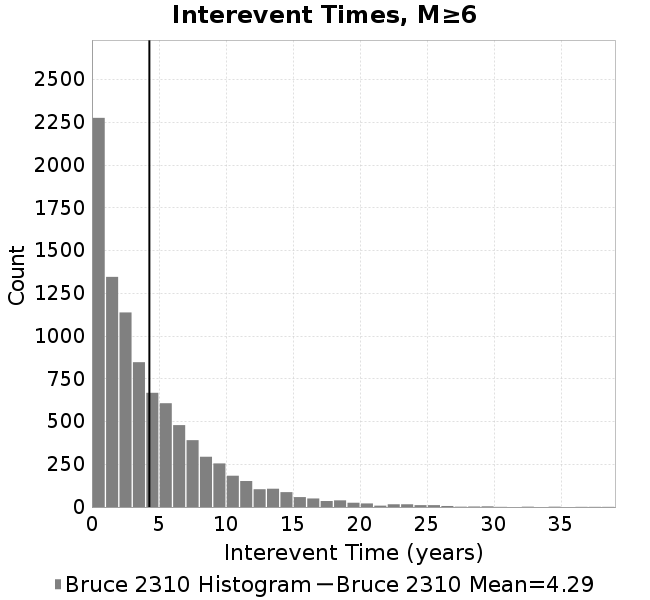 Interevent Times, M≥6
Count
2500
2250
2000
1750
1500
1250
1000
750
500
250
0
0 5 10 15 20 25 30 35
Interevent Time (years)
Bruce 2310 Histogram Bruce 2310 Mean=4.29